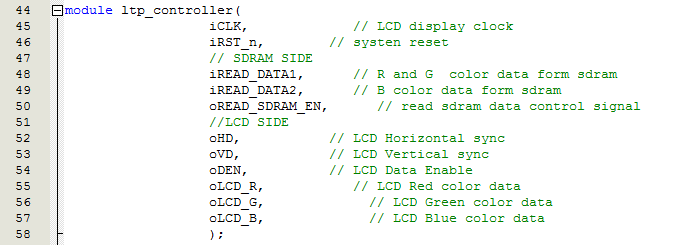 44 module ltp_controller(
45 iCLK, // LCD display clock
46 iRST_n, // systen reset
47 // SDRAM SIDE
48 iREAD_DATA1, // R and G color data form sdram
49 iREAD_DATA2, // B color data form sdram
50 oREAD_SDRAM_EN, // read sdram data control signal
51 //LCD SIDE
52 oHD, // LCD Horizontal sync
53 oVD, // LCD Vertical sync
54 oDEN, // LCD Data Enable
55 oLCD_R, // LCD Red color data
56 oLCD_G, // LCD Green color data
57 oLCD_B, // LCD Blue color data
58 );